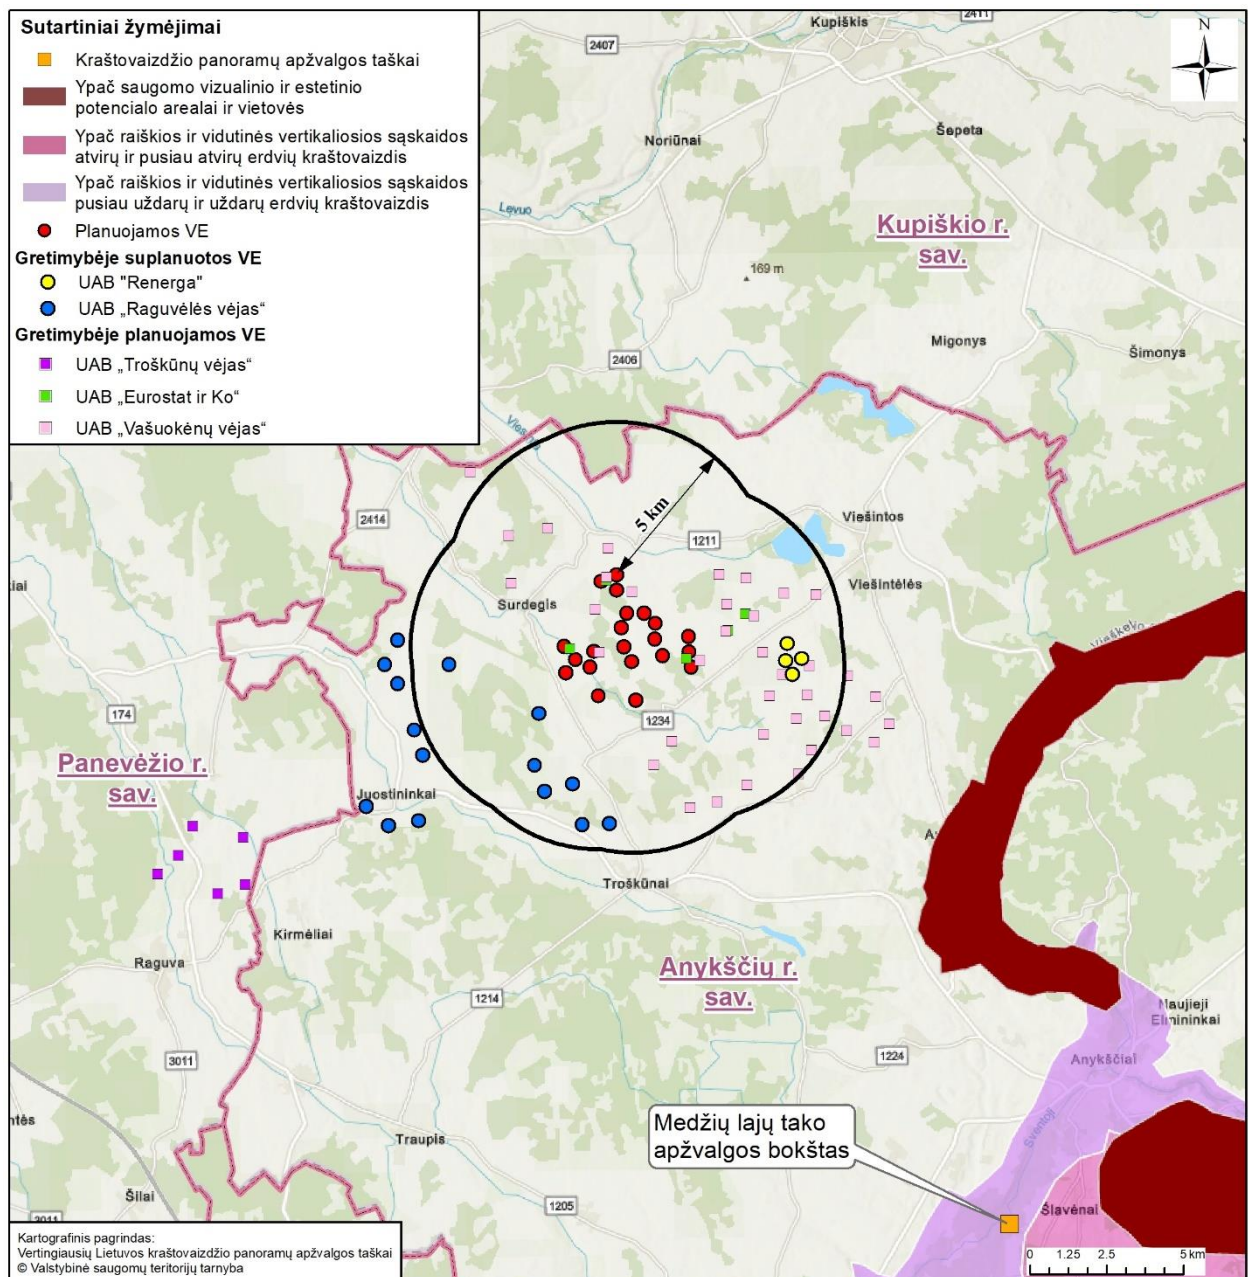 Sutartiniai žymėjimai
Kraštovaizdžio panoramų apžvalgos taškai
Ypač saugomo vizualinio ir estetinio
potencialo arealai ir vietovės
Ypač raiškios ir vidutinės vertikaliosios sąskaidos
atvirų ir pusiau atvirų erdvių kraštovaizdis
Ypač raiškios ir vidutinės vertikaliosios sąskaidos
pusiau uždarų ir uždarų erdvių kraštovaizdis
Planuojamos VE
Gretimybėje suplanuotos VE
UAB "Renerga"
UAB „Raguvėlės vėjas“
Gretimybėje planuojamos VE
UAB „Troškūnų vėjas“
UAB „Eurostat ir Ko“
UAB „Vašuokėnų vėjas“
2411
Kupiškis
N
2407
Šepeta
Noriūnai
Levuo
Kupiškio r.
sav.
169 m
Migonys
Šimonys
2406
5 km
2414
Viešintos
1211
Viešintėlės
Surdegis
174
1234
Panevėžio r.
sav.
Juostininkai
Troškūnai
Kirmėliai
Raguva
Anykščių r.
sav.
1214
Naujieji
Elmininkai
1224
Anykščiai
3011
Medžių lajų tako
apžvalgos bokštas
Šventoji
Traupis
Šilai
1205
Šlavėnai
3011
Kartografinis pagrindas:
Vertingiausių Lietuvos kraštovaizdžio panoramų apžvalgos taškai
© Valstybinė saugomų teritorijų tarnyba
0 1.25 2.5 5 km